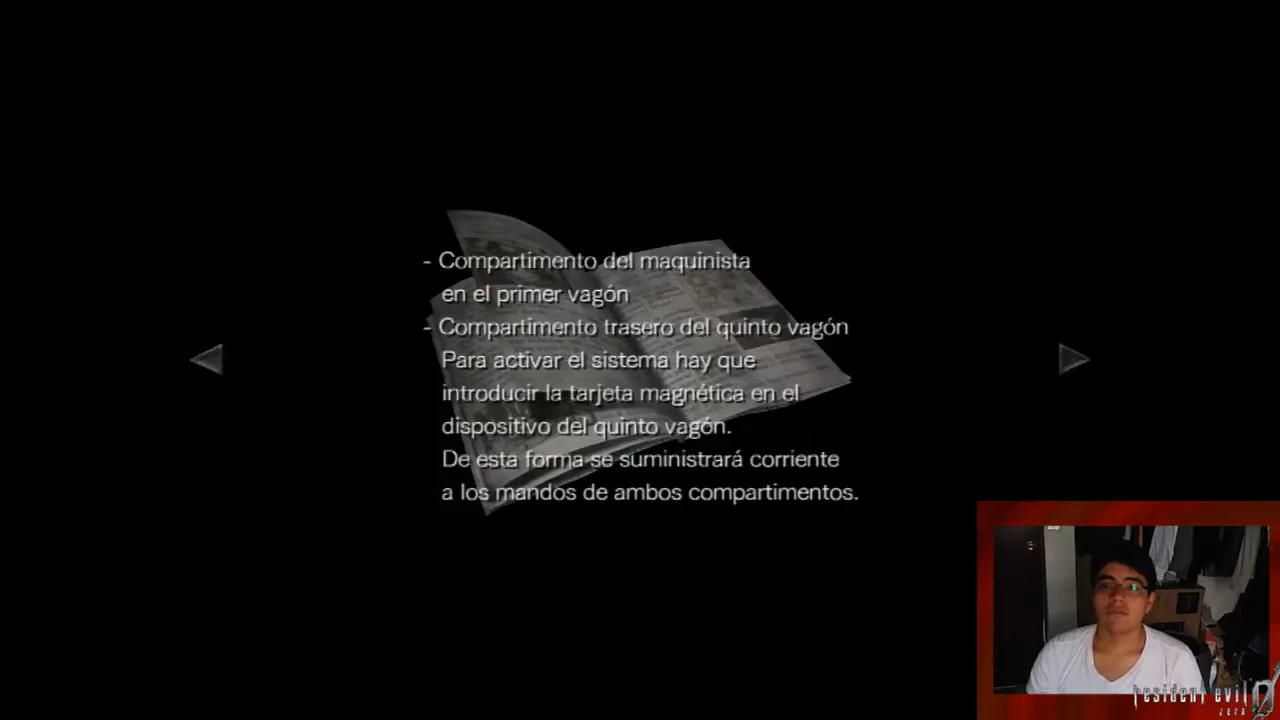 - Compartimento del maquinista
en el primer vagón
- Compartimento trasero del quinto vagón
Para activar el sistema hay que
introducir la tarjeta magnética en el
dispositivo del quinto vagón.
De esta forma se suministrará corriente
a los mandos de ambos compartimentos.
resident evil 0
zero